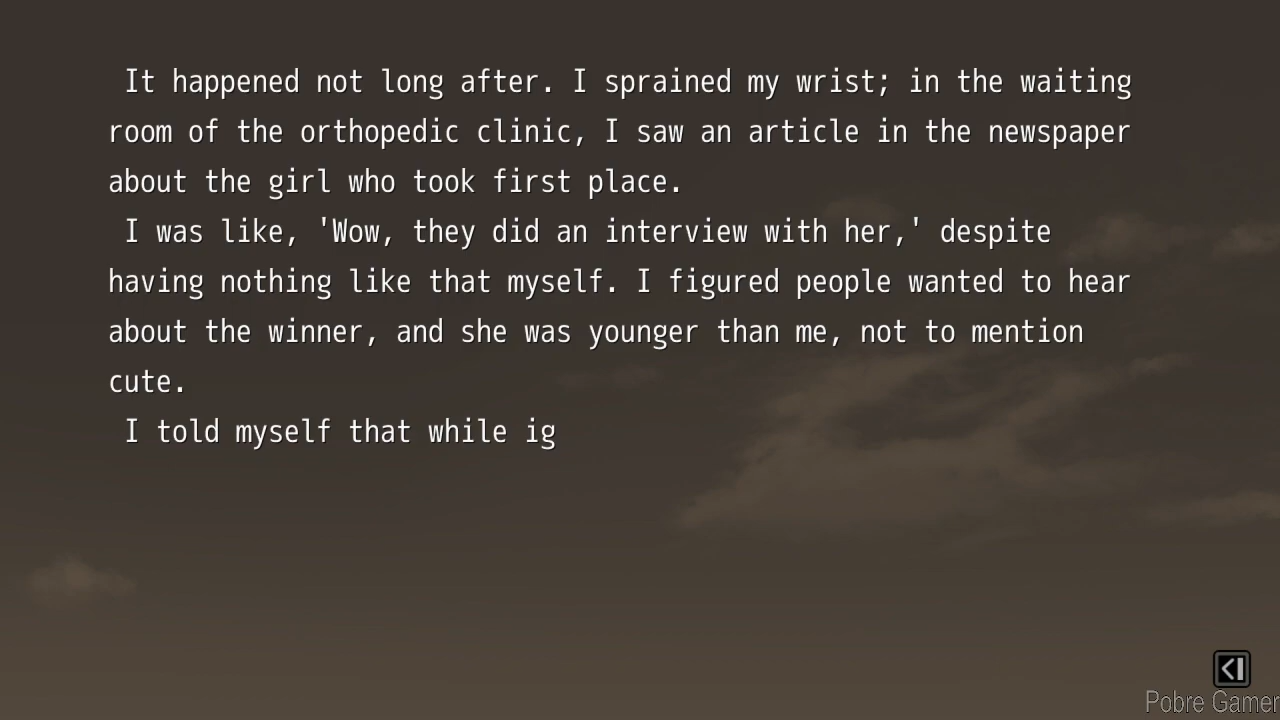 It happened not long after. I sprained my wrist; in the waiting
room of the orthopedic clinic, I saw an article in the newspaper
about the girl who took first place.
I was like, 'Wow, they did an interview with her,' despite
having nothing like that myself. I figured people wanted to hear
about the winner, and she was younger than me, not to mention
cute.
I told myself that while ig
Pobre Gamer